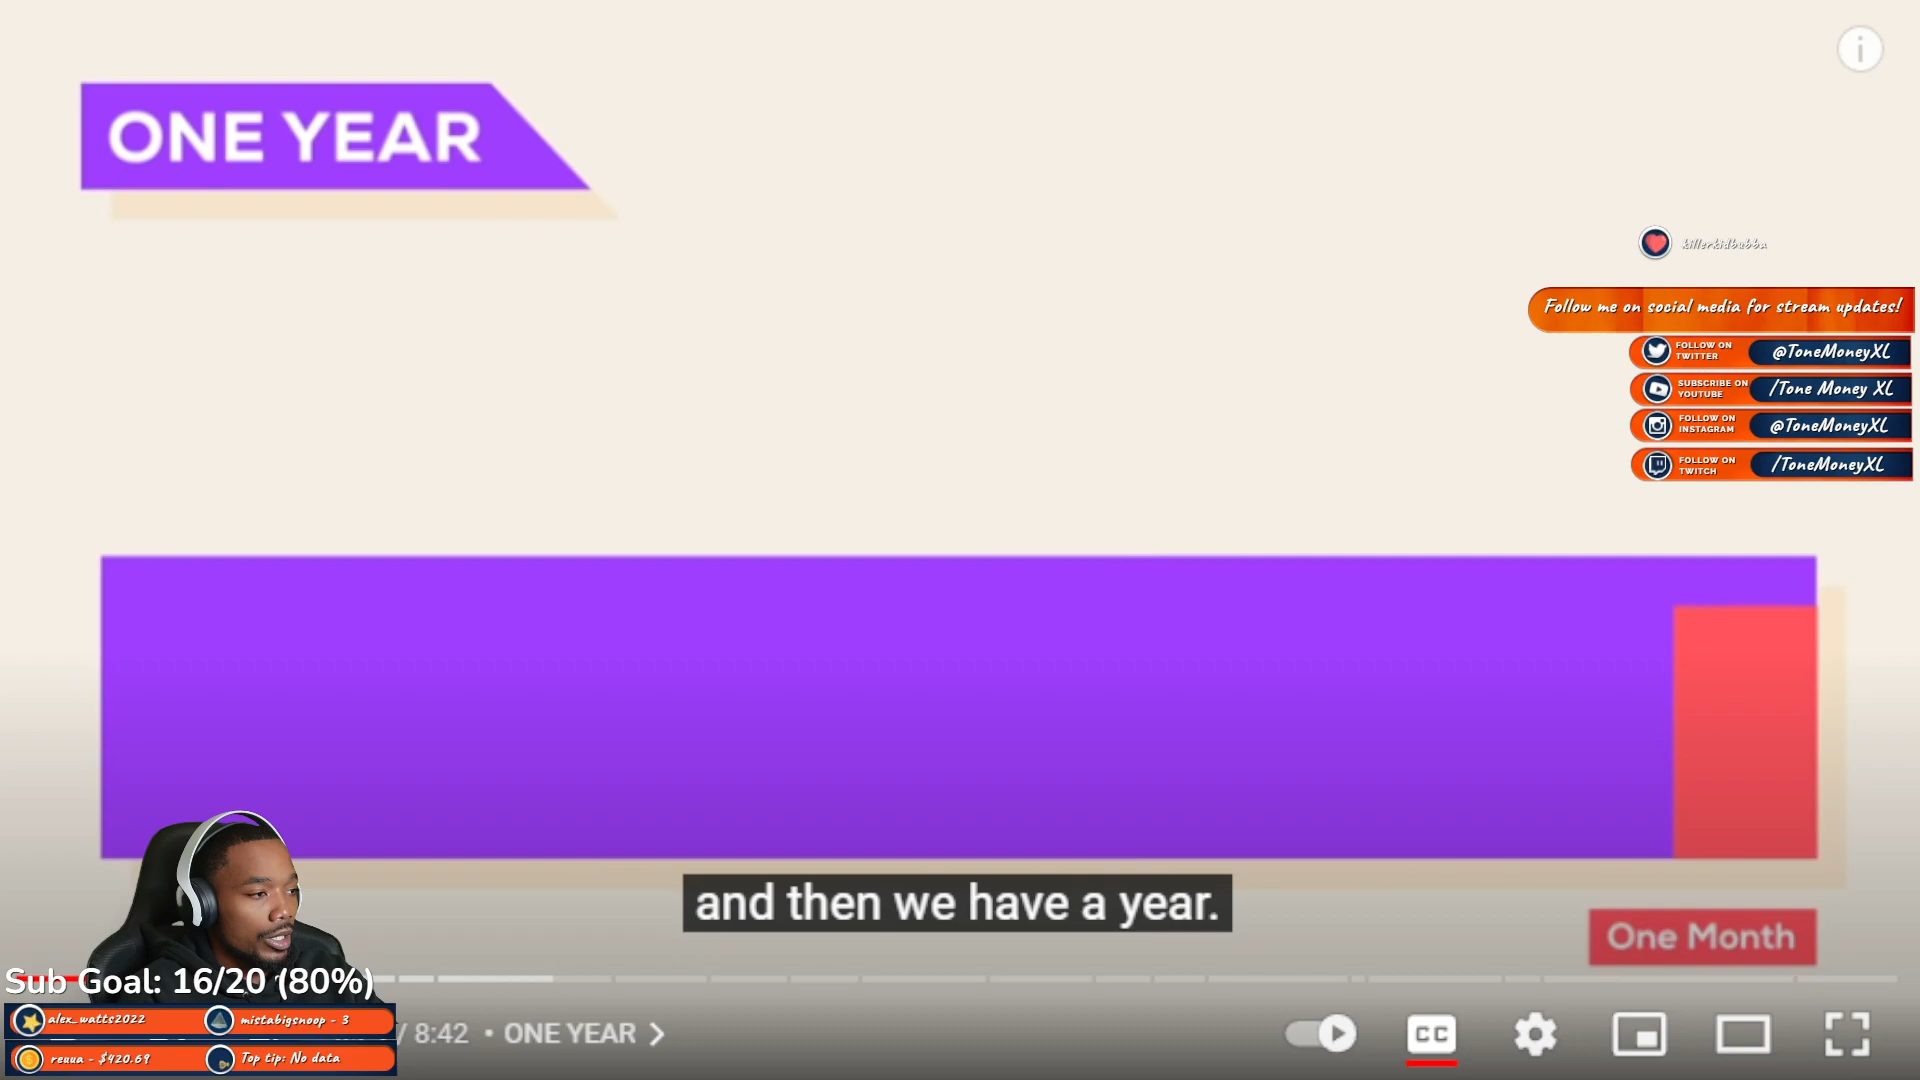 ONE YEAR
killerkidbubba
Follow me on social media for stream updates!
FOLLOW ON TWITTER @ToneMoneyXL
SUBSCRIBE ON YOUTUBE /Tone Money XL
FOLLOW ON INSTAGRAM @ToneMoneyXL
FOLLOW ON TWITCH /ToneMoneyXL
and then we have a year.
One Month
Sub Goal: 16/20 (80%)
alex_watts2022 mistabigsnoop - 3
reuua - $420.69 Top tip: No data
/ 8:42 • ONE YEAR
CC